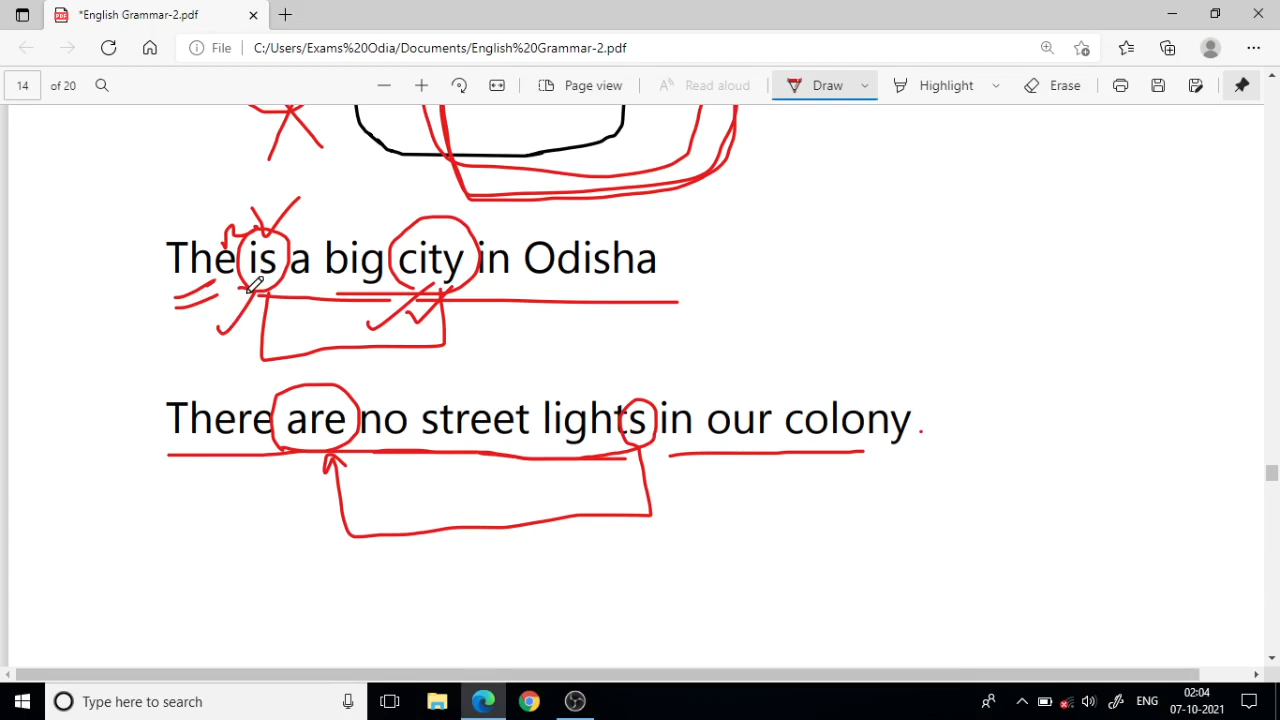 *English Grammar-2.pdf
File C:/Users/Exams%20Odia/Documents/English%20Grammar-2.pdf
14 of 20 Page view Read aloud Draw Highlight Erase
The is a big city in Odisha
There are no street lights in our colony .
Type here to search ENG 02:04
07-10-2021